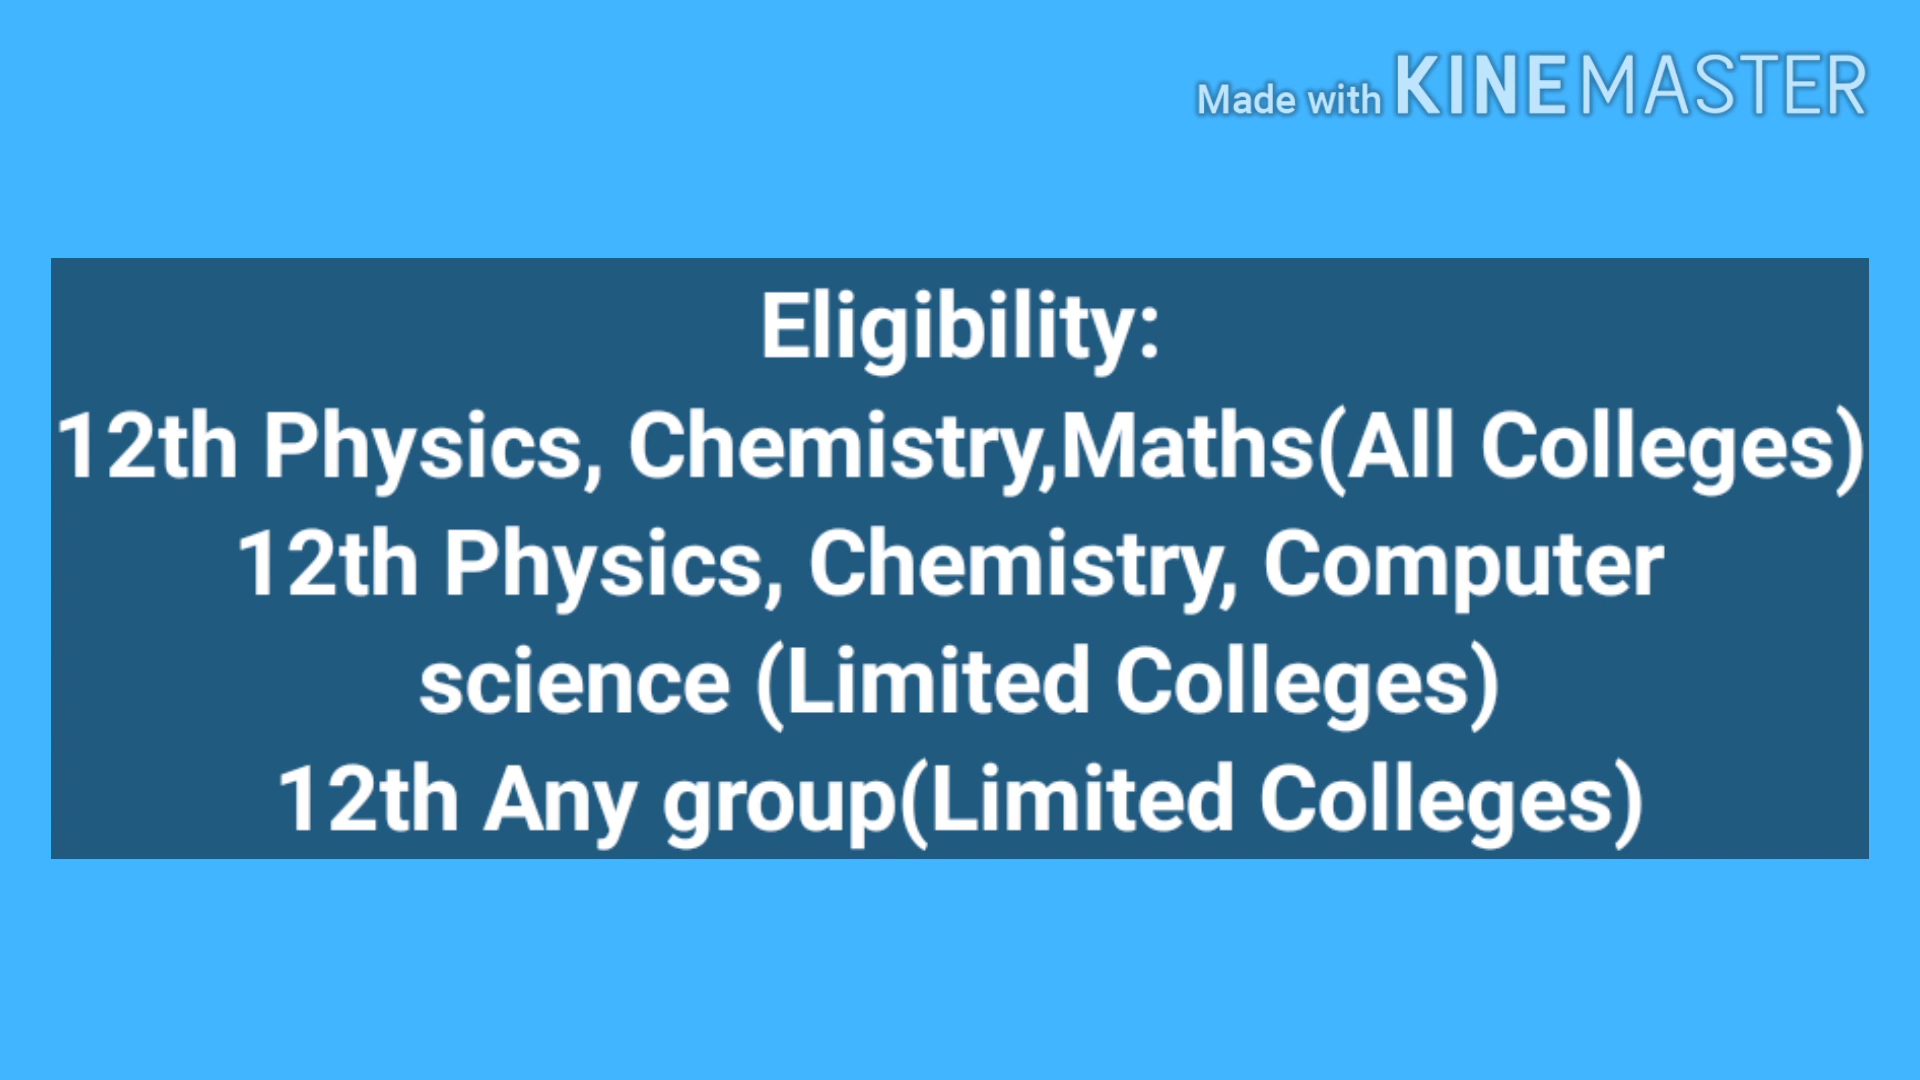 Made with KINEMASTER
Eligibility:
12th Physics, Chemistry,Maths(All Colleges)
12th Physics, Chemistry, Computer
science (Limited Colleges)
12th Any group(Limited Colleges)